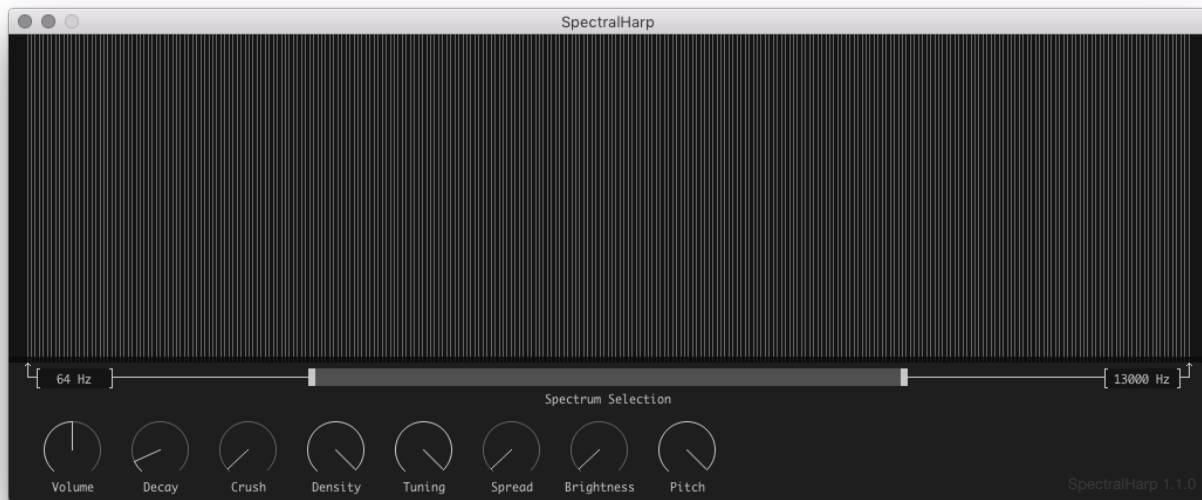 SpectralHarp
64 Hz
13000 Hz
Spectrum Selection
Volume Decay Crush Density Tuning Spread Brightness Pitch
SpectralHarp 1.1.0